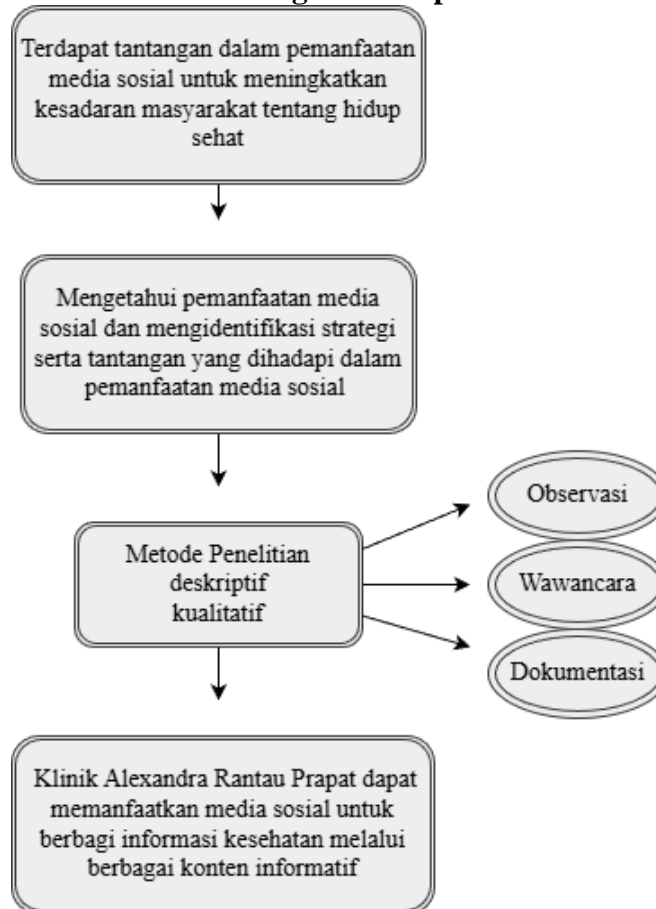 Terdapat tantangan dalam pemanfaatan
media sosial untuk meningkatkan
kesadaran masyarakat tentang hidup
sehat
Mengetahui pemanfaatan media
sosial dan mengidentifikasi strategi
serta tantangan yang dihadapi dalam
pemanfaatan media sosial
Metode Penelitian
deskriptif
kualitatif
Observasi
Wawancara
Dokumentasi
Klinik Alexandra Rantau Prapat dapat
memanfaatkan media sosial untuk
berbagi informasi kesehatan melalui
berbagai konten informatif